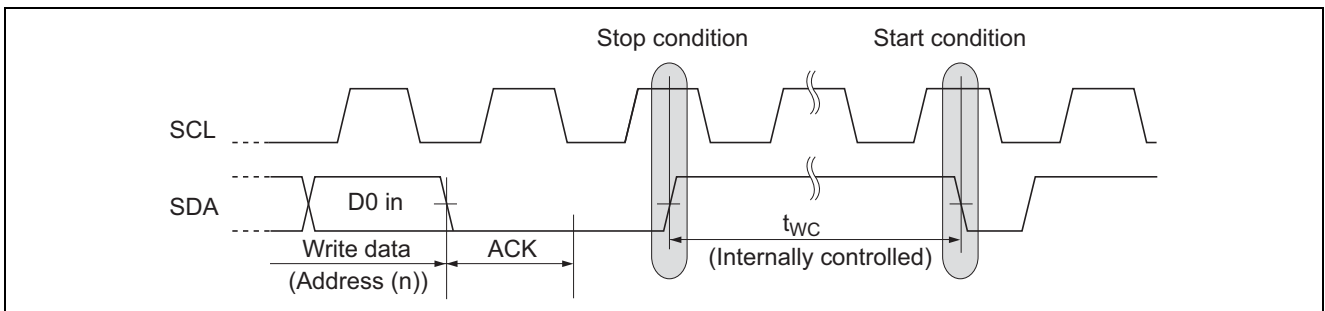 Stop condition
Start condition
SCL
SDA
D0 in
Write data
(Address (n))
ACK
tWC
(Internally controlled)